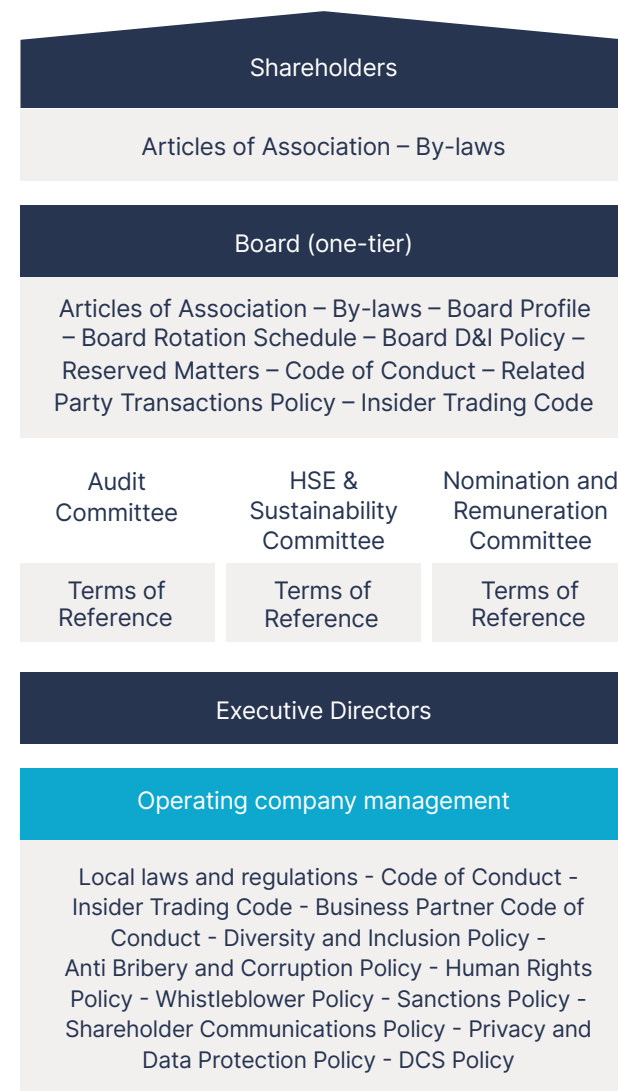 Shareholders
Articles of Association – By-laws
Board (one-tier)
Articles of Association – By-laws – Board Profile
– Board Rotation Schedule – Board D&I Policy –
Reserved Matters – Code of Conduct – Related
Party Transactions Policy – Insider Trading Code
Audit
Committee
Terms of
Reference
HSE &
Sustainability
Committee
Terms of
Reference
Nomination and
Remuneration
Committee
Terms of
Reference
Executive Directors
Operating company management
Local laws and regulations - Code of Conduct -
Insider Trading Code - Business Partner Code of
Conduct - Diversity and Inclusion Policy -
Anti Bribery and Corruption Policy - Human Rights
Policy - Whistleblower Policy - Sanctions Policy -
Shareholder Communications Policy - Privacy and
Data Protection Policy - DCS Policy